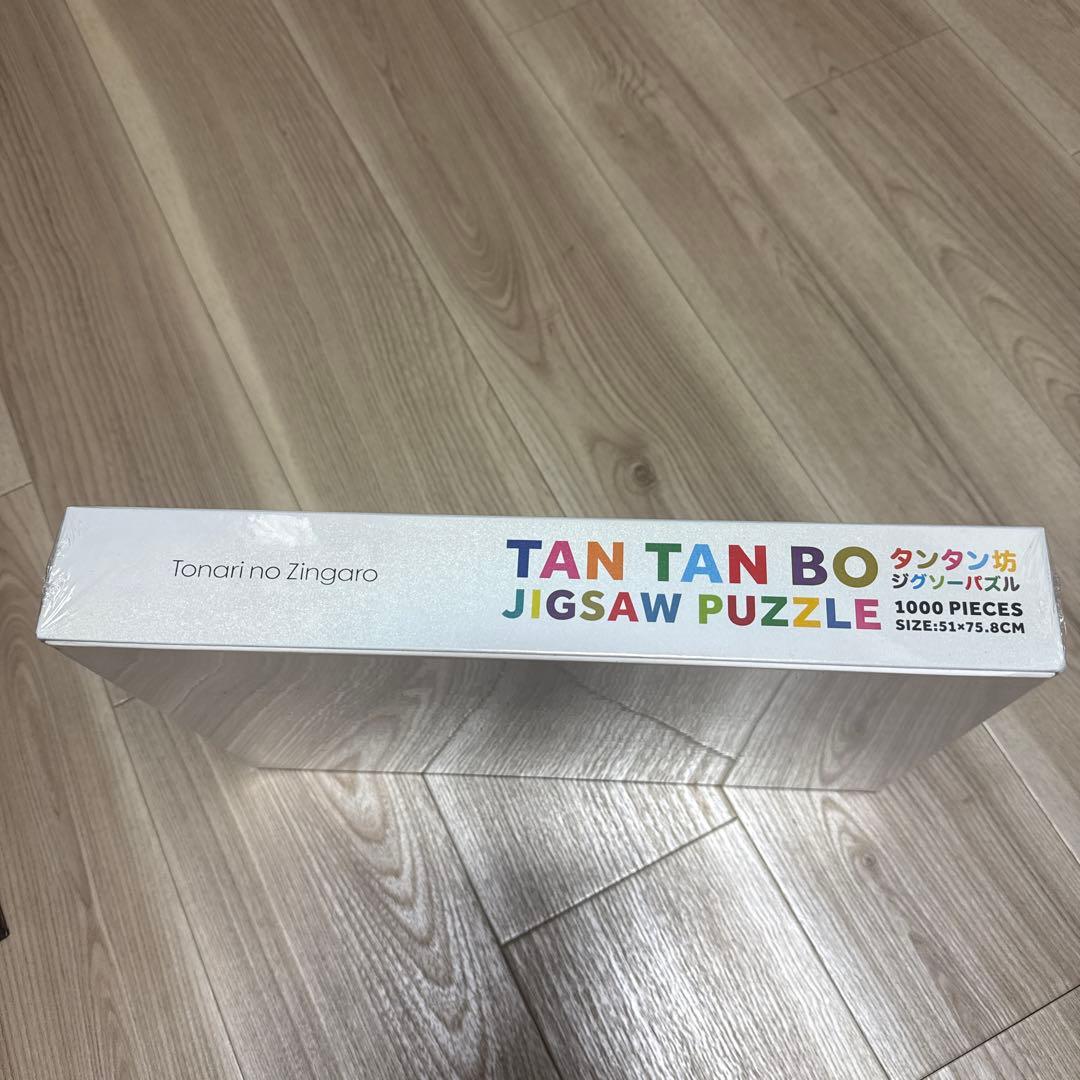 Tonari no Zingaro
TAN TAN BO
JIGSAW PUZZLE
タンタン坊
ジグソーパズル
1000 PIECES
SIZE:51×75.8CM